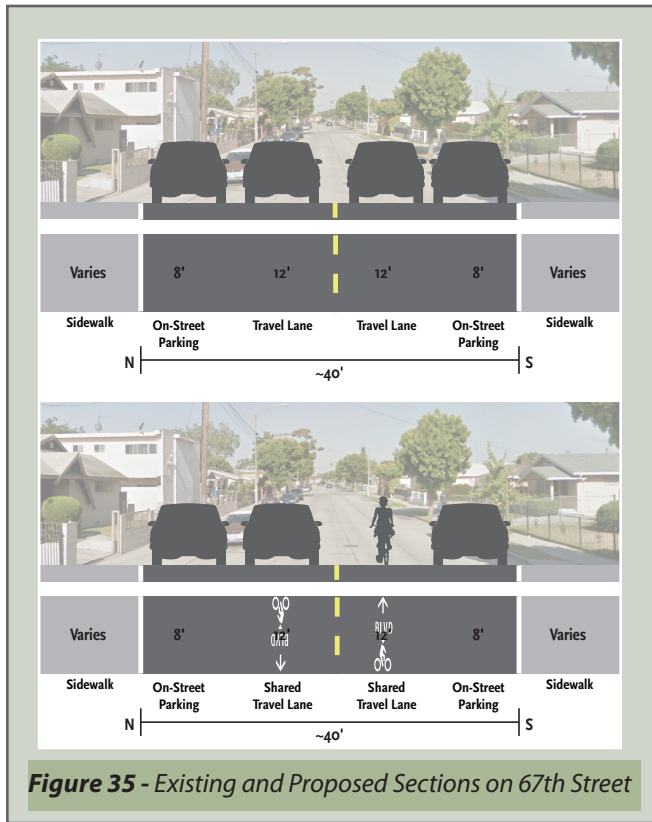 Varies 8' 12' 12' 8' Varies
Sidewalk On-Street Parking Travel Lane Travel Lane On-Street Parking Sidewalk
N S
~40'
Varies 8' 12' BLVD 12' BLVD 8' Varies
Sidewalk On-Street Parking Shared Travel Lane Shared Travel Lane On-Street Parking Sidewalk
N S
~40'
Figure 35 - Existing and Proposed Sections on 67th Street